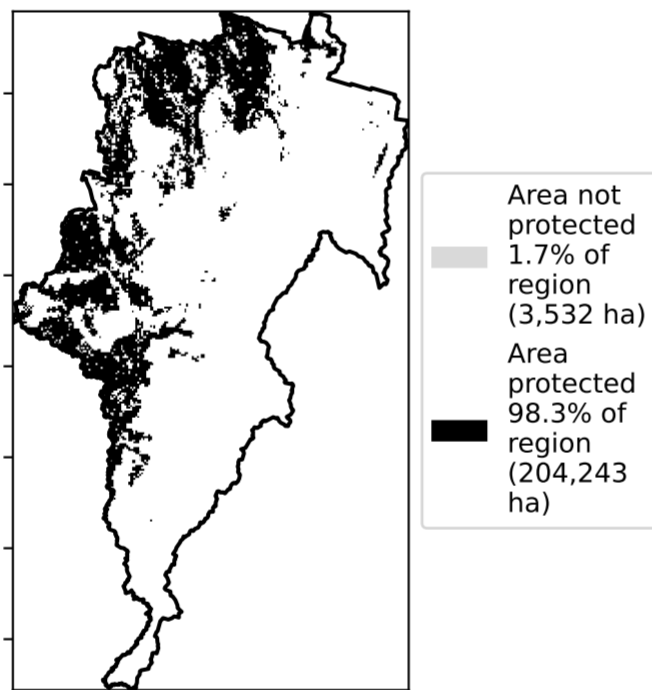 Area not
protected
1.7% of
region
(3,532 ha)
Area
protected
98.3% of
region
(204,243
ha)